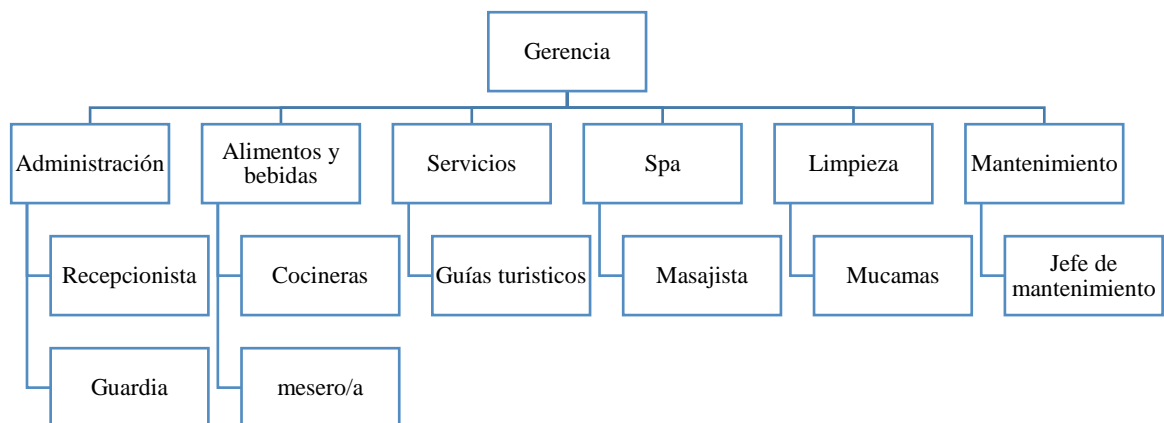 Gerencia
Administración
Alimentos y
bebidas
Servicios
Spa
Limpieza
Mantenimiento
Recepcionista
Cocineras
Guías turisticos
Masajista
Mucamas
Jefe de
mantenimiento
Guardia
mesero/a